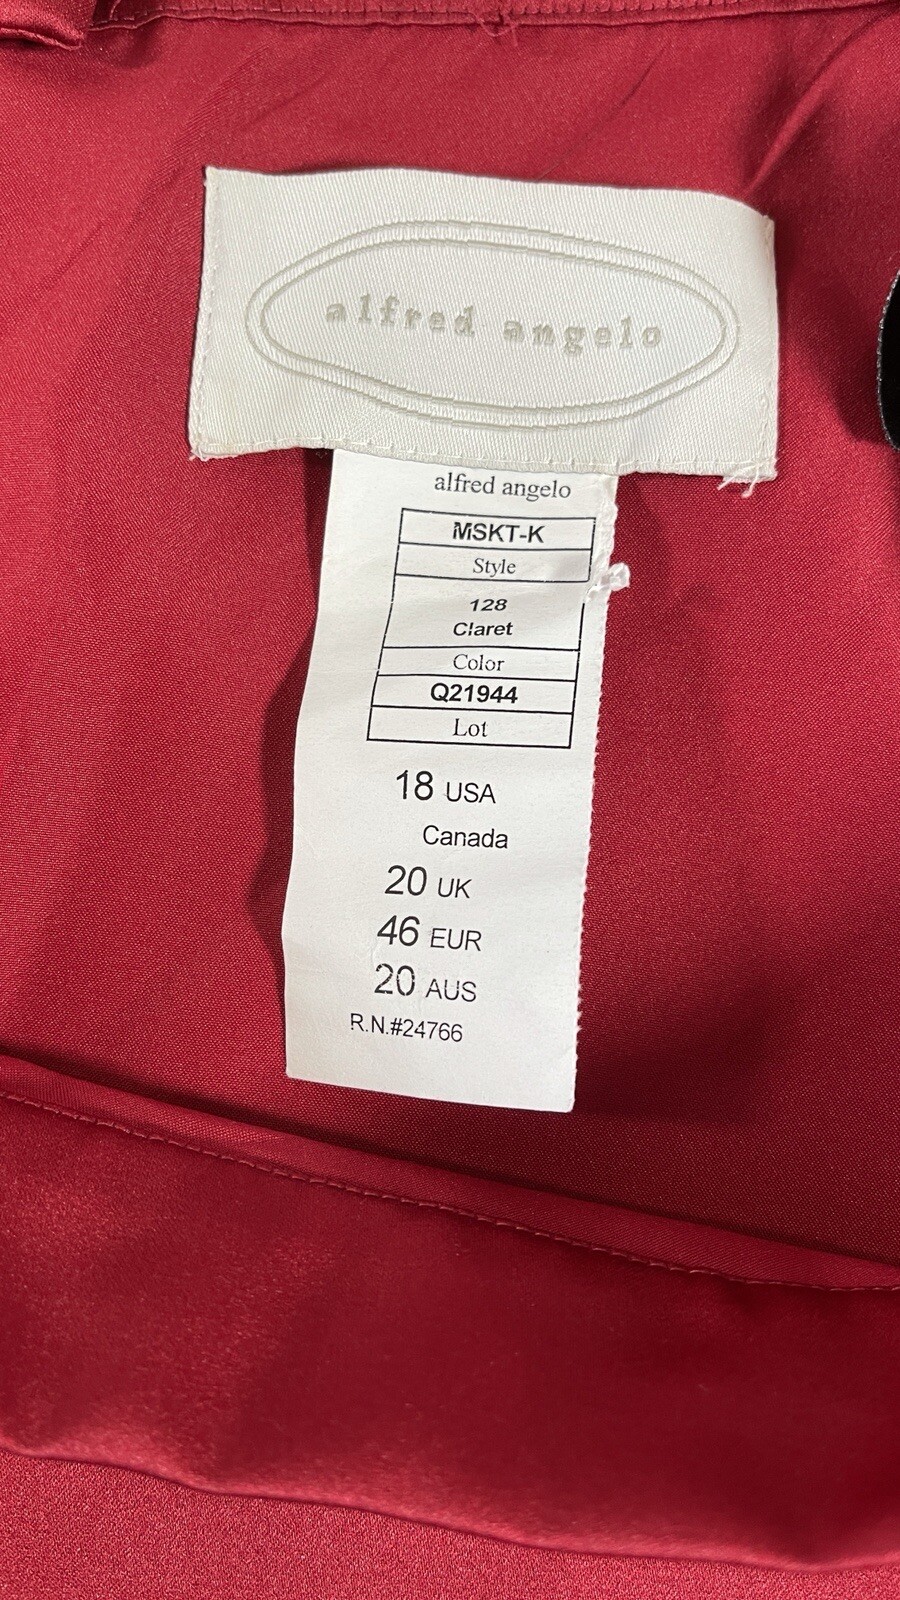 alfred angelo
alfred angelo
MSKT-K
Style
128
Claret
Color
Q21944
Lot
18 USA
Canada
20 UK
46 EUR
20 AUS
R.N.#24766